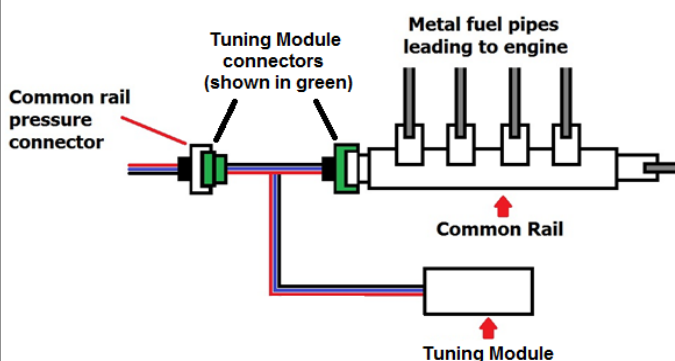 Metal fuel pipes
leading to engine
Tuning Module
connectors
(shown in green)
Common rail
pressure
connector
Common Rail
Tuning Module